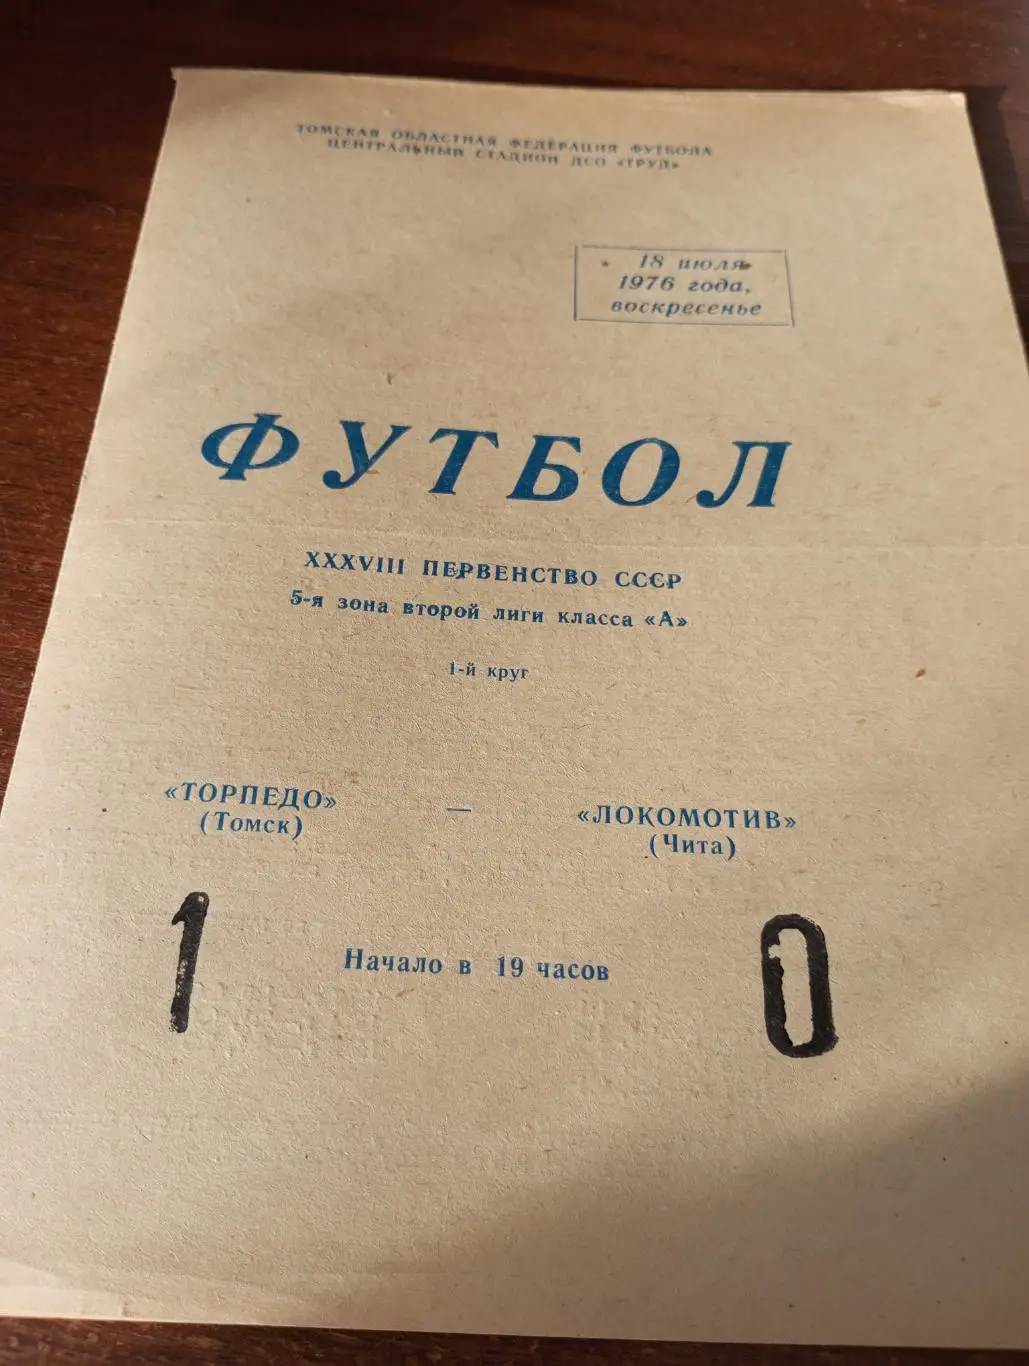 ТОМСКАЯ ОБЛАСТНАЯ ФЕДЕРАЦИЯ ФУТБОЛА
ЦЕНТРАЛЬНЫЙ СТАДИОН ДСО «ТРУД»
18 июля
1976 года,
воскресенье
ФУТБОЛ
XXXVIII ПЕРВЕНСТВО СССР
5-я зона второй лиги класса «А»
1-й круг
«ТОРПЕДО» — «ЛОКОМОТИВ»
(Томск) (Чита)
1 0
Начало в 19 часов